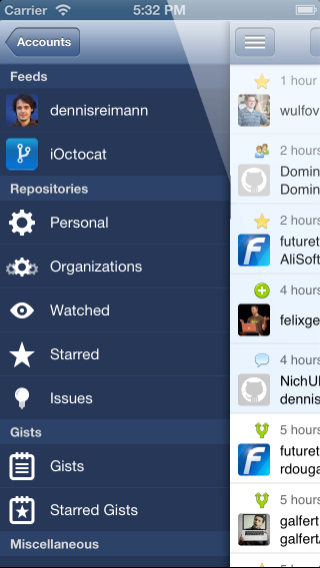 Carrier 5:32 PM
Accounts
Feeds
dennisreimann
iOctocat
Repositories
Personal
Organizations
Watched
Starred
Issues
Gists
Gists
Starred Gists
Miscellaneous
1 hour
wulfov
2 hours
Domin
Domin
2 hours
futuret
AliSoft
4 hours
felixge
4 hours
NichUl
dennis
5 hours
futuret
rdouga
5 hours
galfert
galfert/